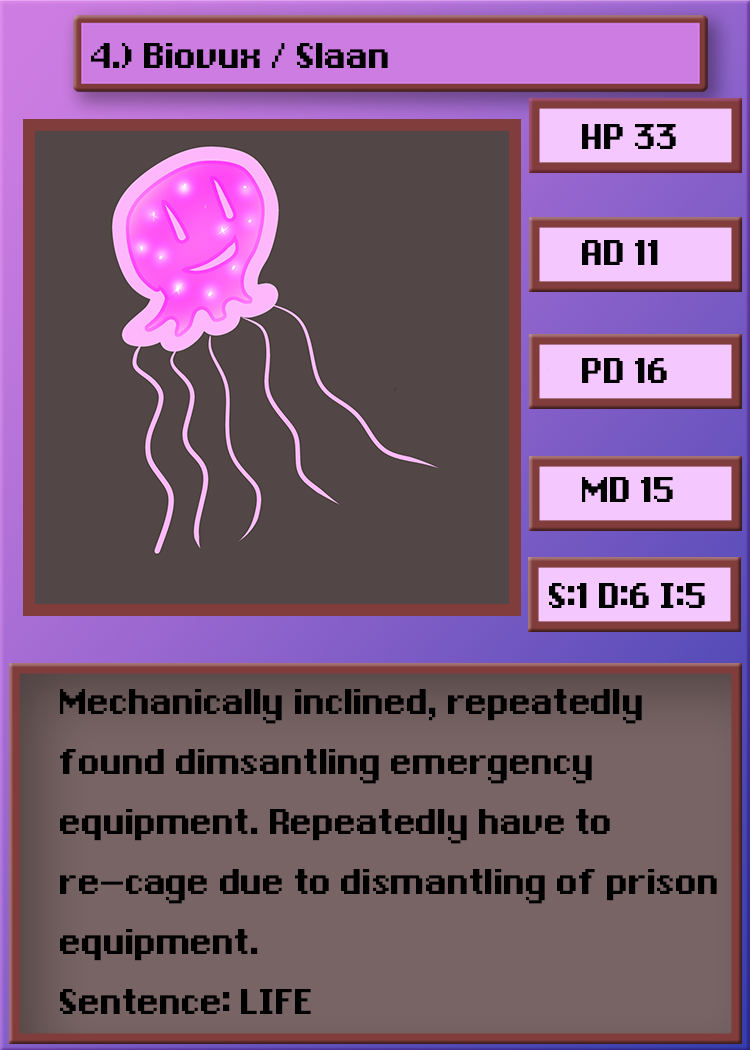 4.) Biovux / Slaan
HP 33
AD 11
PD 16
MD 15
S:1 D:6 I:5
Mechanically inclined, repeatedly
found dimsantling emergency
equipment. Repeatedly have to
re-cage due to dismantling of prison
equipment.
Sentence: LIFE